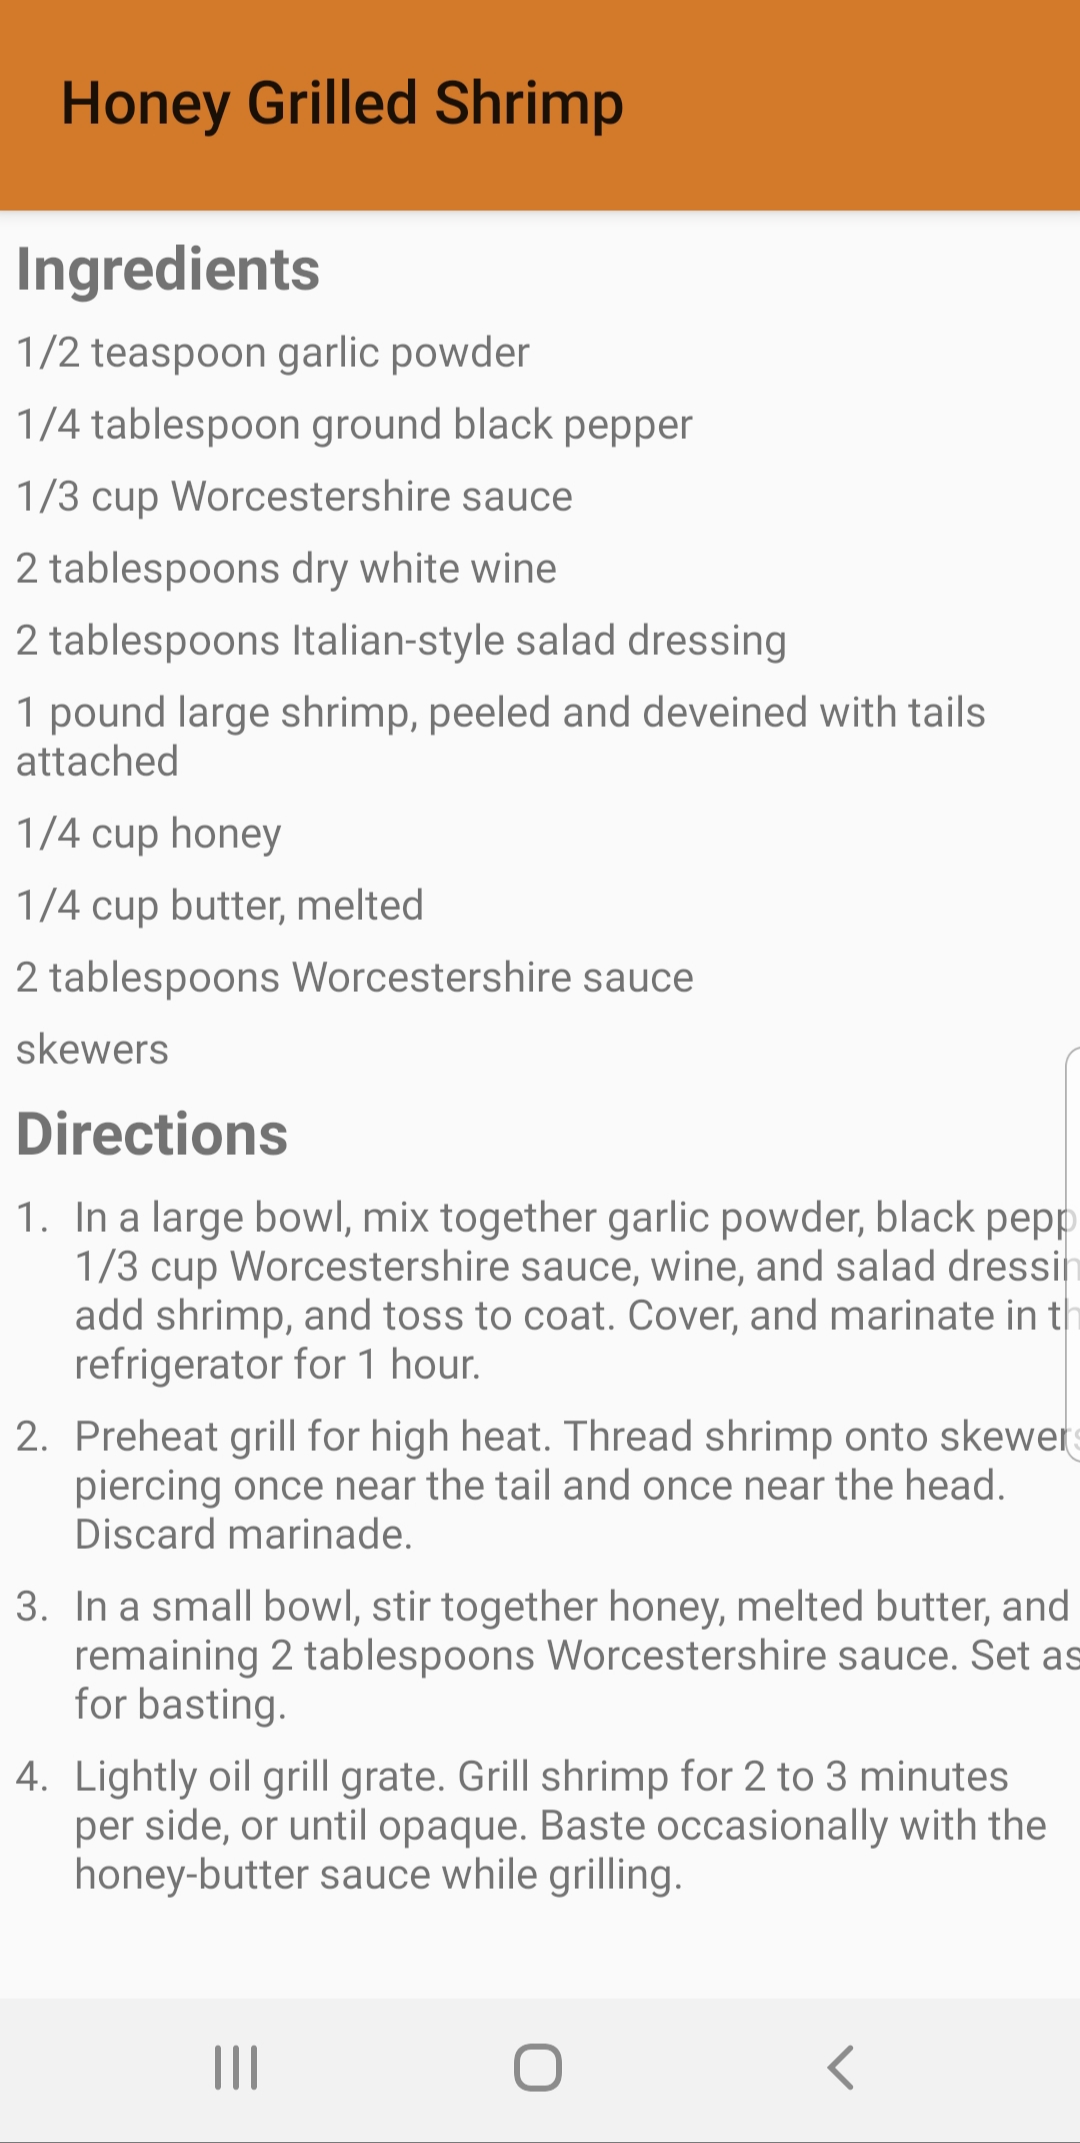 Honey Grilled Shrimp
Ingredients
1/2 teaspoon garlic powder
1/4 tablespoon ground black pepper
1/3 cup Worcestershire sauce
2 tablespoons dry white wine
2 tablespoons Italian-style salad dressing
1 pound large shrimp, peeled and deveined with tails
attached
1/4 cup honey
1/4 cup butter, melted
2 tablespoons Worcestershire sauce
skewers
Directions
1. In a large bowl, mix together garlic powder, black pepp
1/3 cup Worcestershire sauce, wine, and salad dressin
add shrimp, and toss to coat. Cover, and marinate in th
refrigerator for 1 hour.
2. Preheat grill for high heat. Thread shrimp onto skewers
piercing once near the tail and once near the head.
Discard marinade.
3. In a small bowl, stir together honey, melted butter, and
remaining 2 tablespoons Worcestershire sauce. Set as
for basting.
4. Lightly oil grill grate. Grill shrimp for 2 to 3 minutes
per side, or until opaque. Baste occasionally with the
honey-butter sauce while grilling.